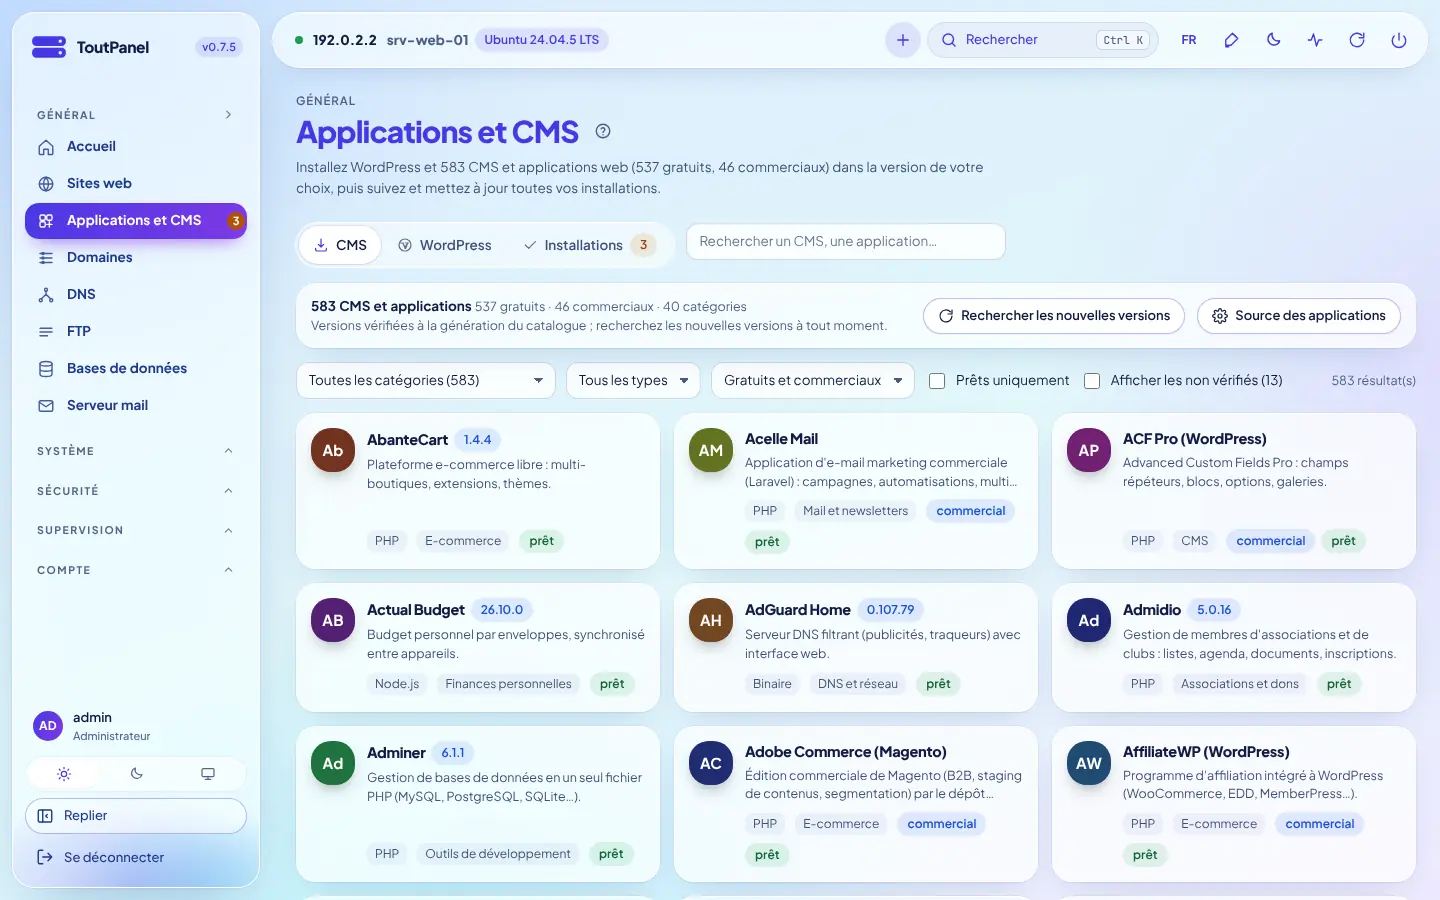 ToutPanel
v0.7.5
GÉNÉRAL
Accueil
Sites web
Applications et CMS
3
Domaines
DNS
FTP
Bases de données
Serveur mail
SYSTÈME
SÉCURITÉ
SUPERVISION
COMPTE
AD
admin
Administrateur
Replier
Se déconnecter
192.0.2.2 srv-web-01 Ubuntu 24.04.5 LTS
Rechercher Ctrl K
FR
GÉNÉRAL
Applications et CMS
Installez WordPress et 583 CMS et applications web (537 gratuits, 46 commerciaux) dans la version de votre
choix, puis suivez et mettez à jour toutes vos installations.
CMS
WordPress
Installations 3
Rechercher un CMS, une application…
583 CMS et applications 537 gratuits · 46 commerciaux · 40 catégories
Versions vérifiées à la génération du catalogue ; recherchez les nouvelles versions à tout moment.
Rechercher les nouvelles versions
Source des applications
Toutes les catégories (583)
Tous les types
Gratuits et commerciaux
Prêts uniquement
Afficher les non vérifiés (13)
583 résultat(s)
Ab
AbanteCart 1.4.4
Plateforme e-commerce libre : multi-
boutiques, extensions, thèmes.
PHP E-commerce prêt
AM
Acelle Mail
Application d'e-mail marketing commerciale
(Laravel) : campagnes, automatisations, multi…
PHP Mail et newsletters commercial
prêt
AP
ACF Pro (WordPress)
Advanced Custom Fields Pro : champs
répéteurs, blocs, options, galeries.
PHP CMS commercial prêt
AB
Actual Budget 26.10.0
Budget personnel par enveloppes, synchronisé
entre appareils.
Node.js Finances personnelles prêt
AH
AdGuard Home 0.107.79
Serveur DNS filtrant (publicités, traqueurs) avec
interface web.
Binaire DNS et réseau prêt
Ad
Admidio 5.0.16
Gestion de membres d'associations et de
clubs : listes, agenda, documents, inscriptions.
PHP Associations et dons prêt
Ad
Adminer 6.1.1
Gestion de bases de données en un seul fichier
PHP (MySQL, PostgreSQL, SQLite…).
PHP Outils de développement prêt
AC
Adobe Commerce (Magento)
Édition commerciale de Magento (B2B, staging
de contenus, segmentation) par le dépôt…
PHP E-commerce commercial
prêt
AW
AffiliateWP (WordPress)
Programme d'affiliation intégré à WordPress
(WooCommerce, EDD, MemberPress…).
PHP E-commerce commercial
prêt